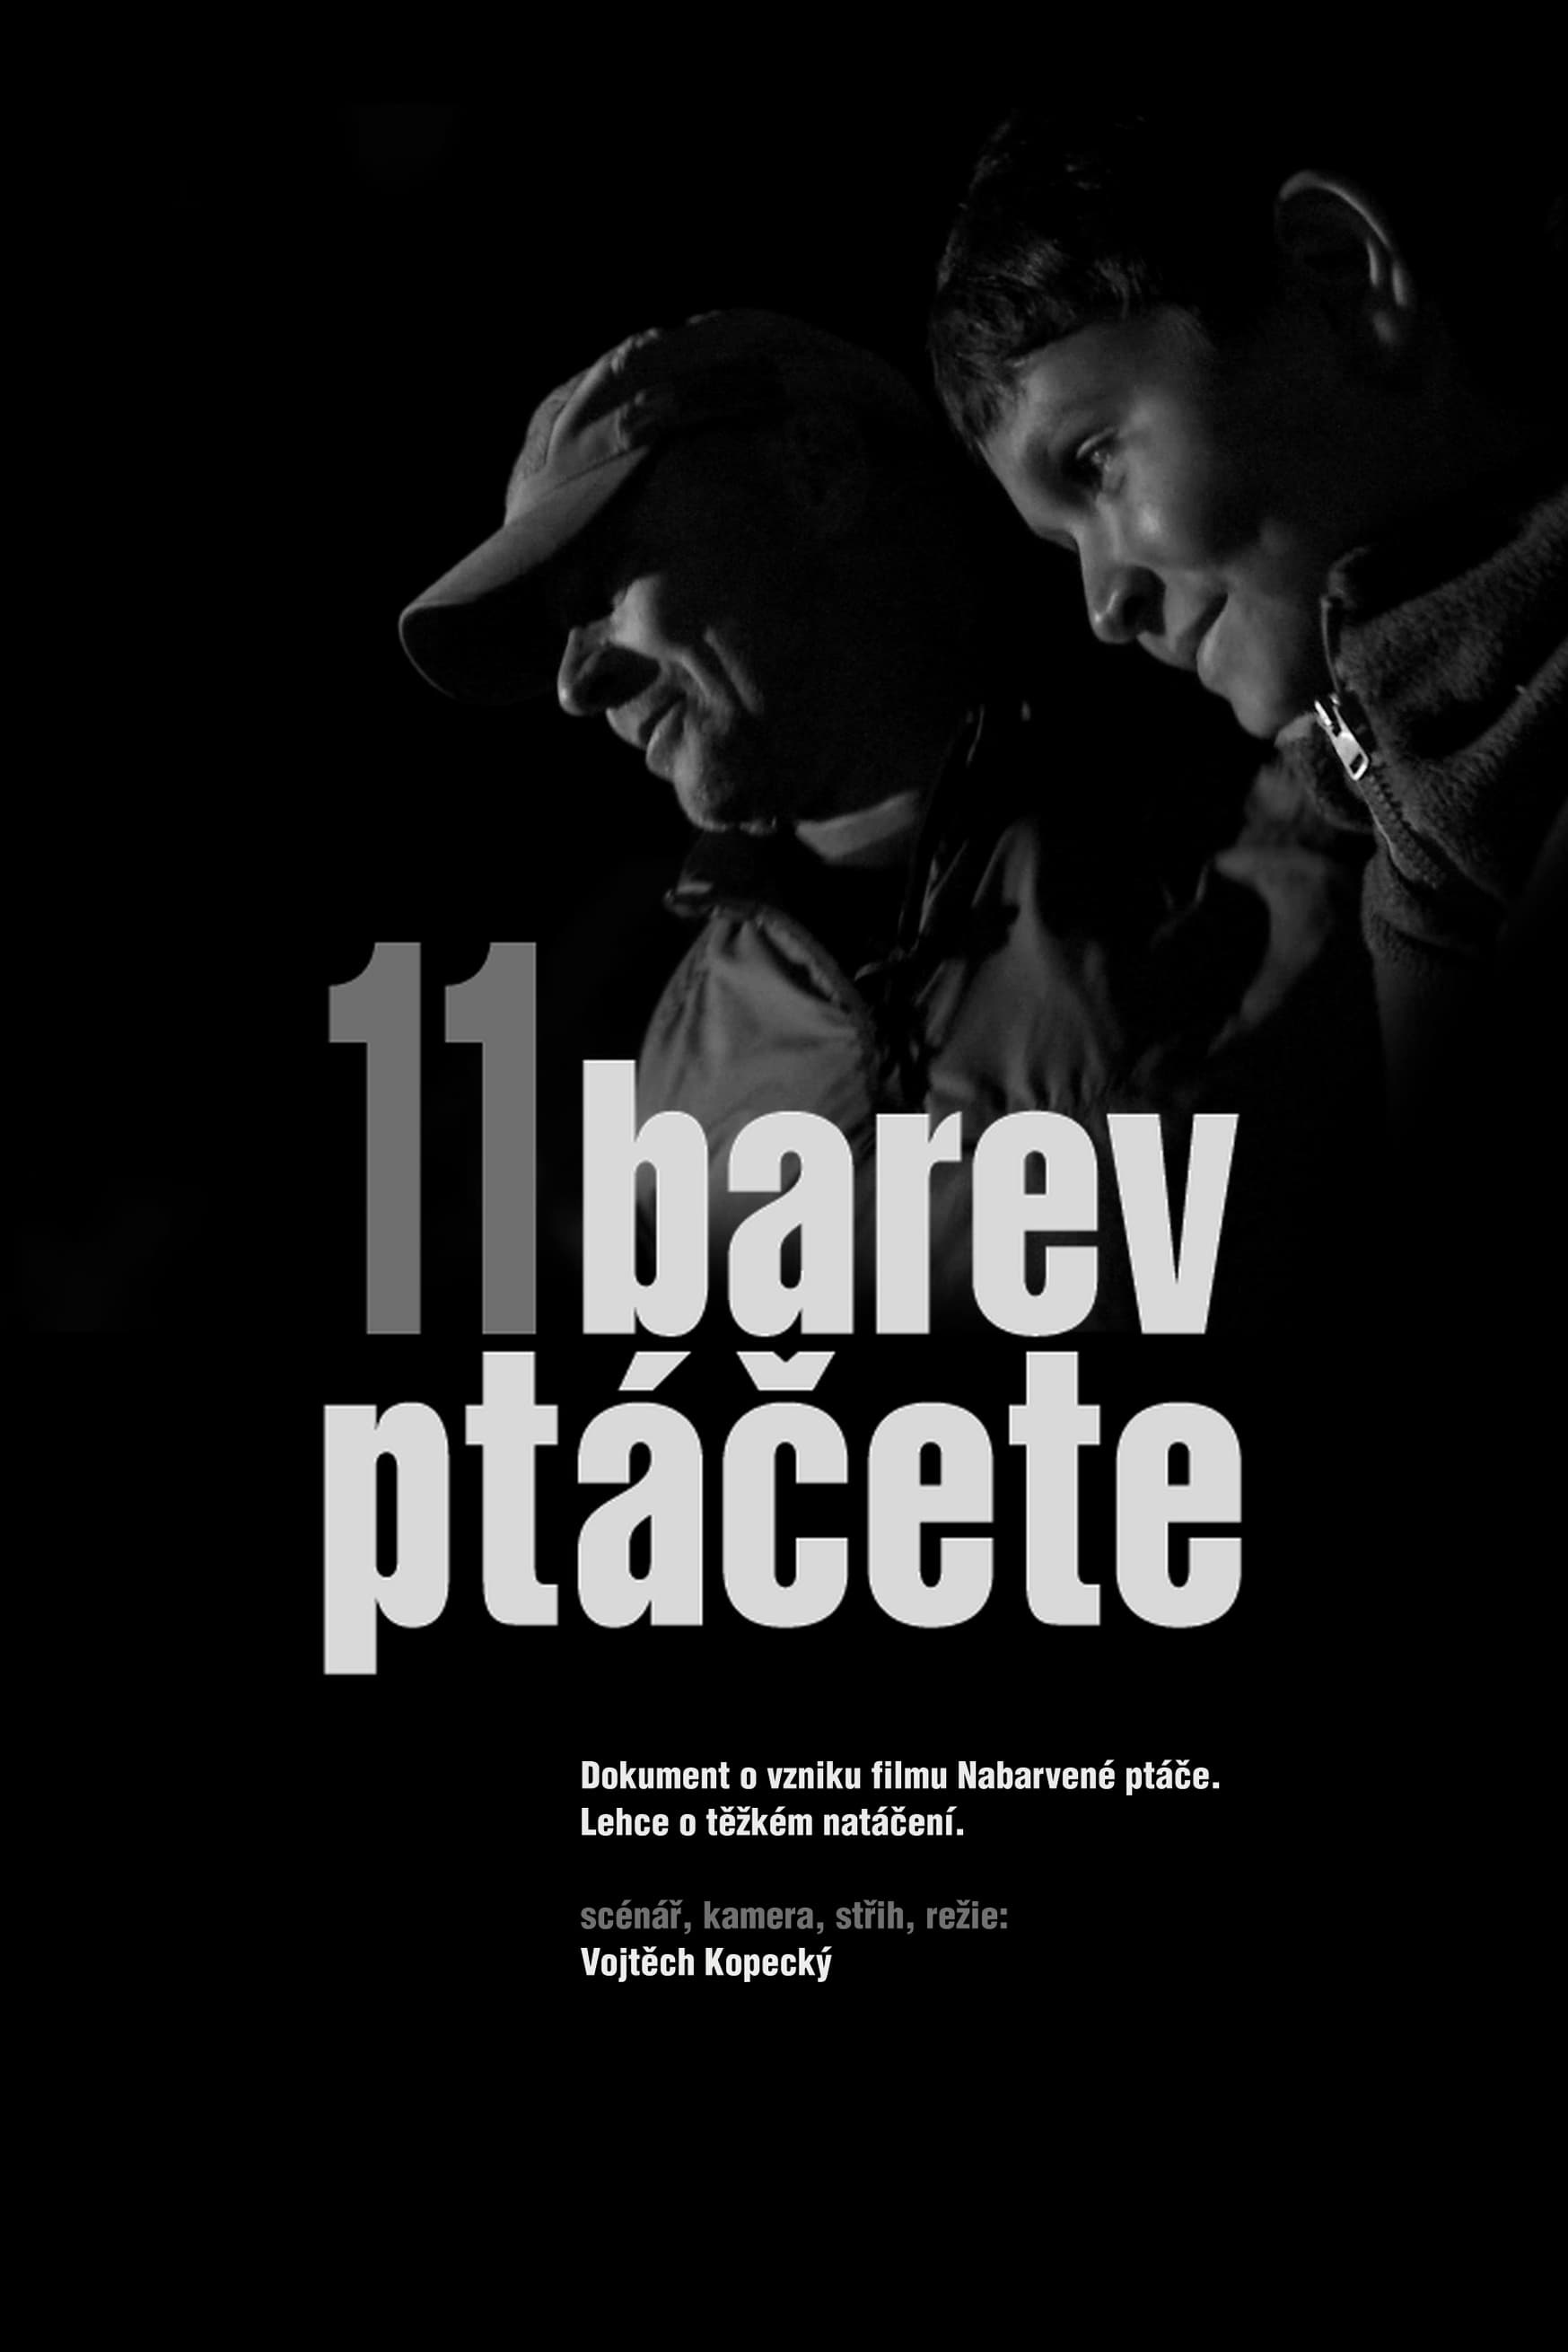 11 barev
ptáčete
Dokument o vzniku filmu Nabarvené ptáče.
Lehce o těžkém natáčení.
scénář, kamera, střih, režie:
Vojtěch Kopecký